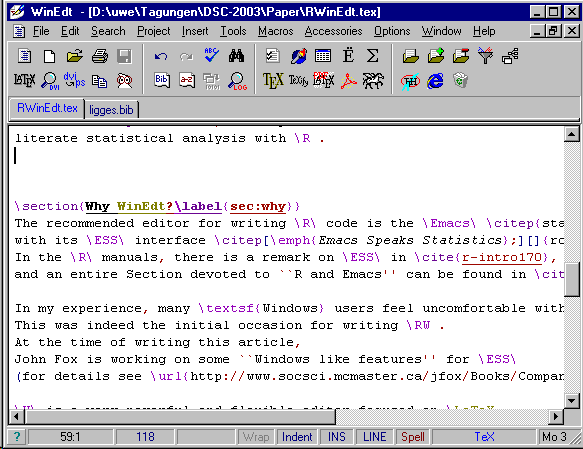 WinEdt - [D:\uwe\Tagungen\DSC-2003\Paper\RWinEdt.tex]
File Edit Search Project Insert Tools Macros Accessories Options Window Help
RWinEdt.tex ligges.bib
literate statistical analysis with \R .
\section{Why WinEdt?\label{sec:why}}
The recommended editor for writing \R\ code is the \Emacs\ \citep{sta
with its \ESS\ interface \citep[\emph{Emacs Speaks Statistics};][]{ro
In the \R\ manuals, there is a remark on \ESS\ in \cite{r-intro170},
and an entire Section devoted to ``R and Emacs'' can be found in \cit
In my experience, many \textsf{Windows} users feel uncomfortable with
This was indeed the initial occasion for writing \RW .
At the time of writing this article,
John Fox is working on some ``Windows like features'' for \ESS\
(for details see \url{http://www.socsci.mcmaster.ca/jfox/Books/Compan
59:1 118 Wrap Indent INS LINE Spell TeX Mo 3